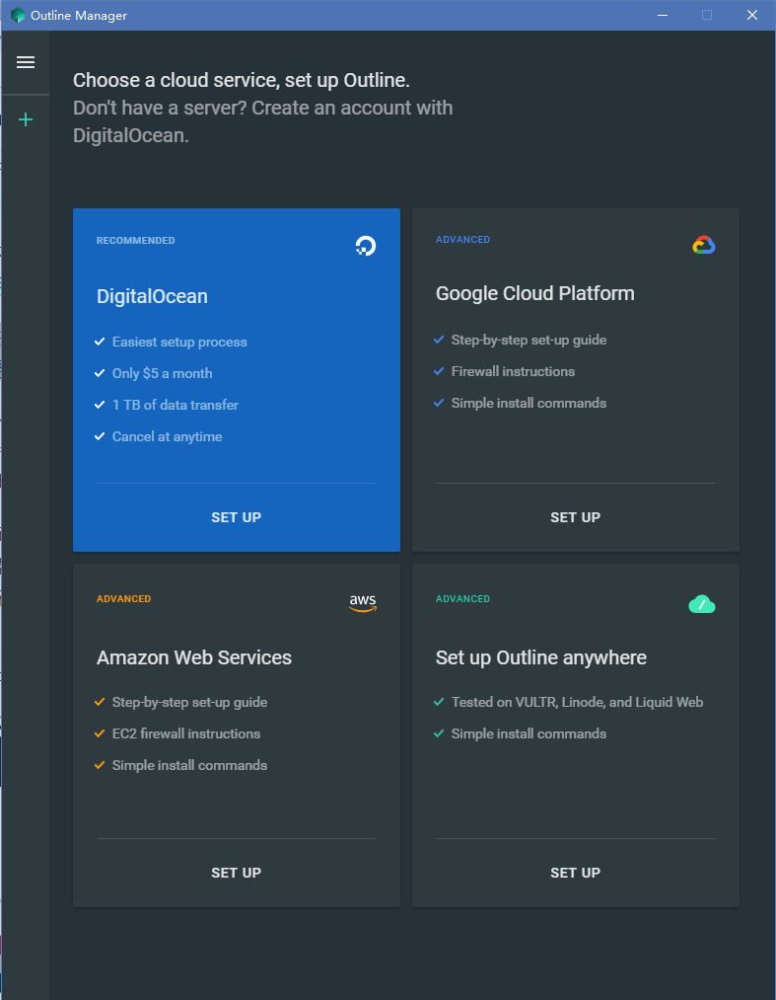 Outline Manager
Choose a cloud service, set up Outline.
Don't have a server? Create an account with
DigitalOcean.
RECOMMENDED
DigitalOcean
Easiest setup process
Only $5 a month
1 TB of data transfer
Cancel at anytime
SET UP
ADVANCED
Google Cloud Platform
Step-by-step set-up guide
Firewall instructions
Simple install commands
SET UP
ADVANCED
aws
Amazon Web Services
Step-by-step set-up guide
EC2 firewall instructions
Simple install commands
SET UP
ADVANCED
Set up Outline anywhere
Tested on VULTR, Linode, and Liquid Web
Simple install commands
SET UP